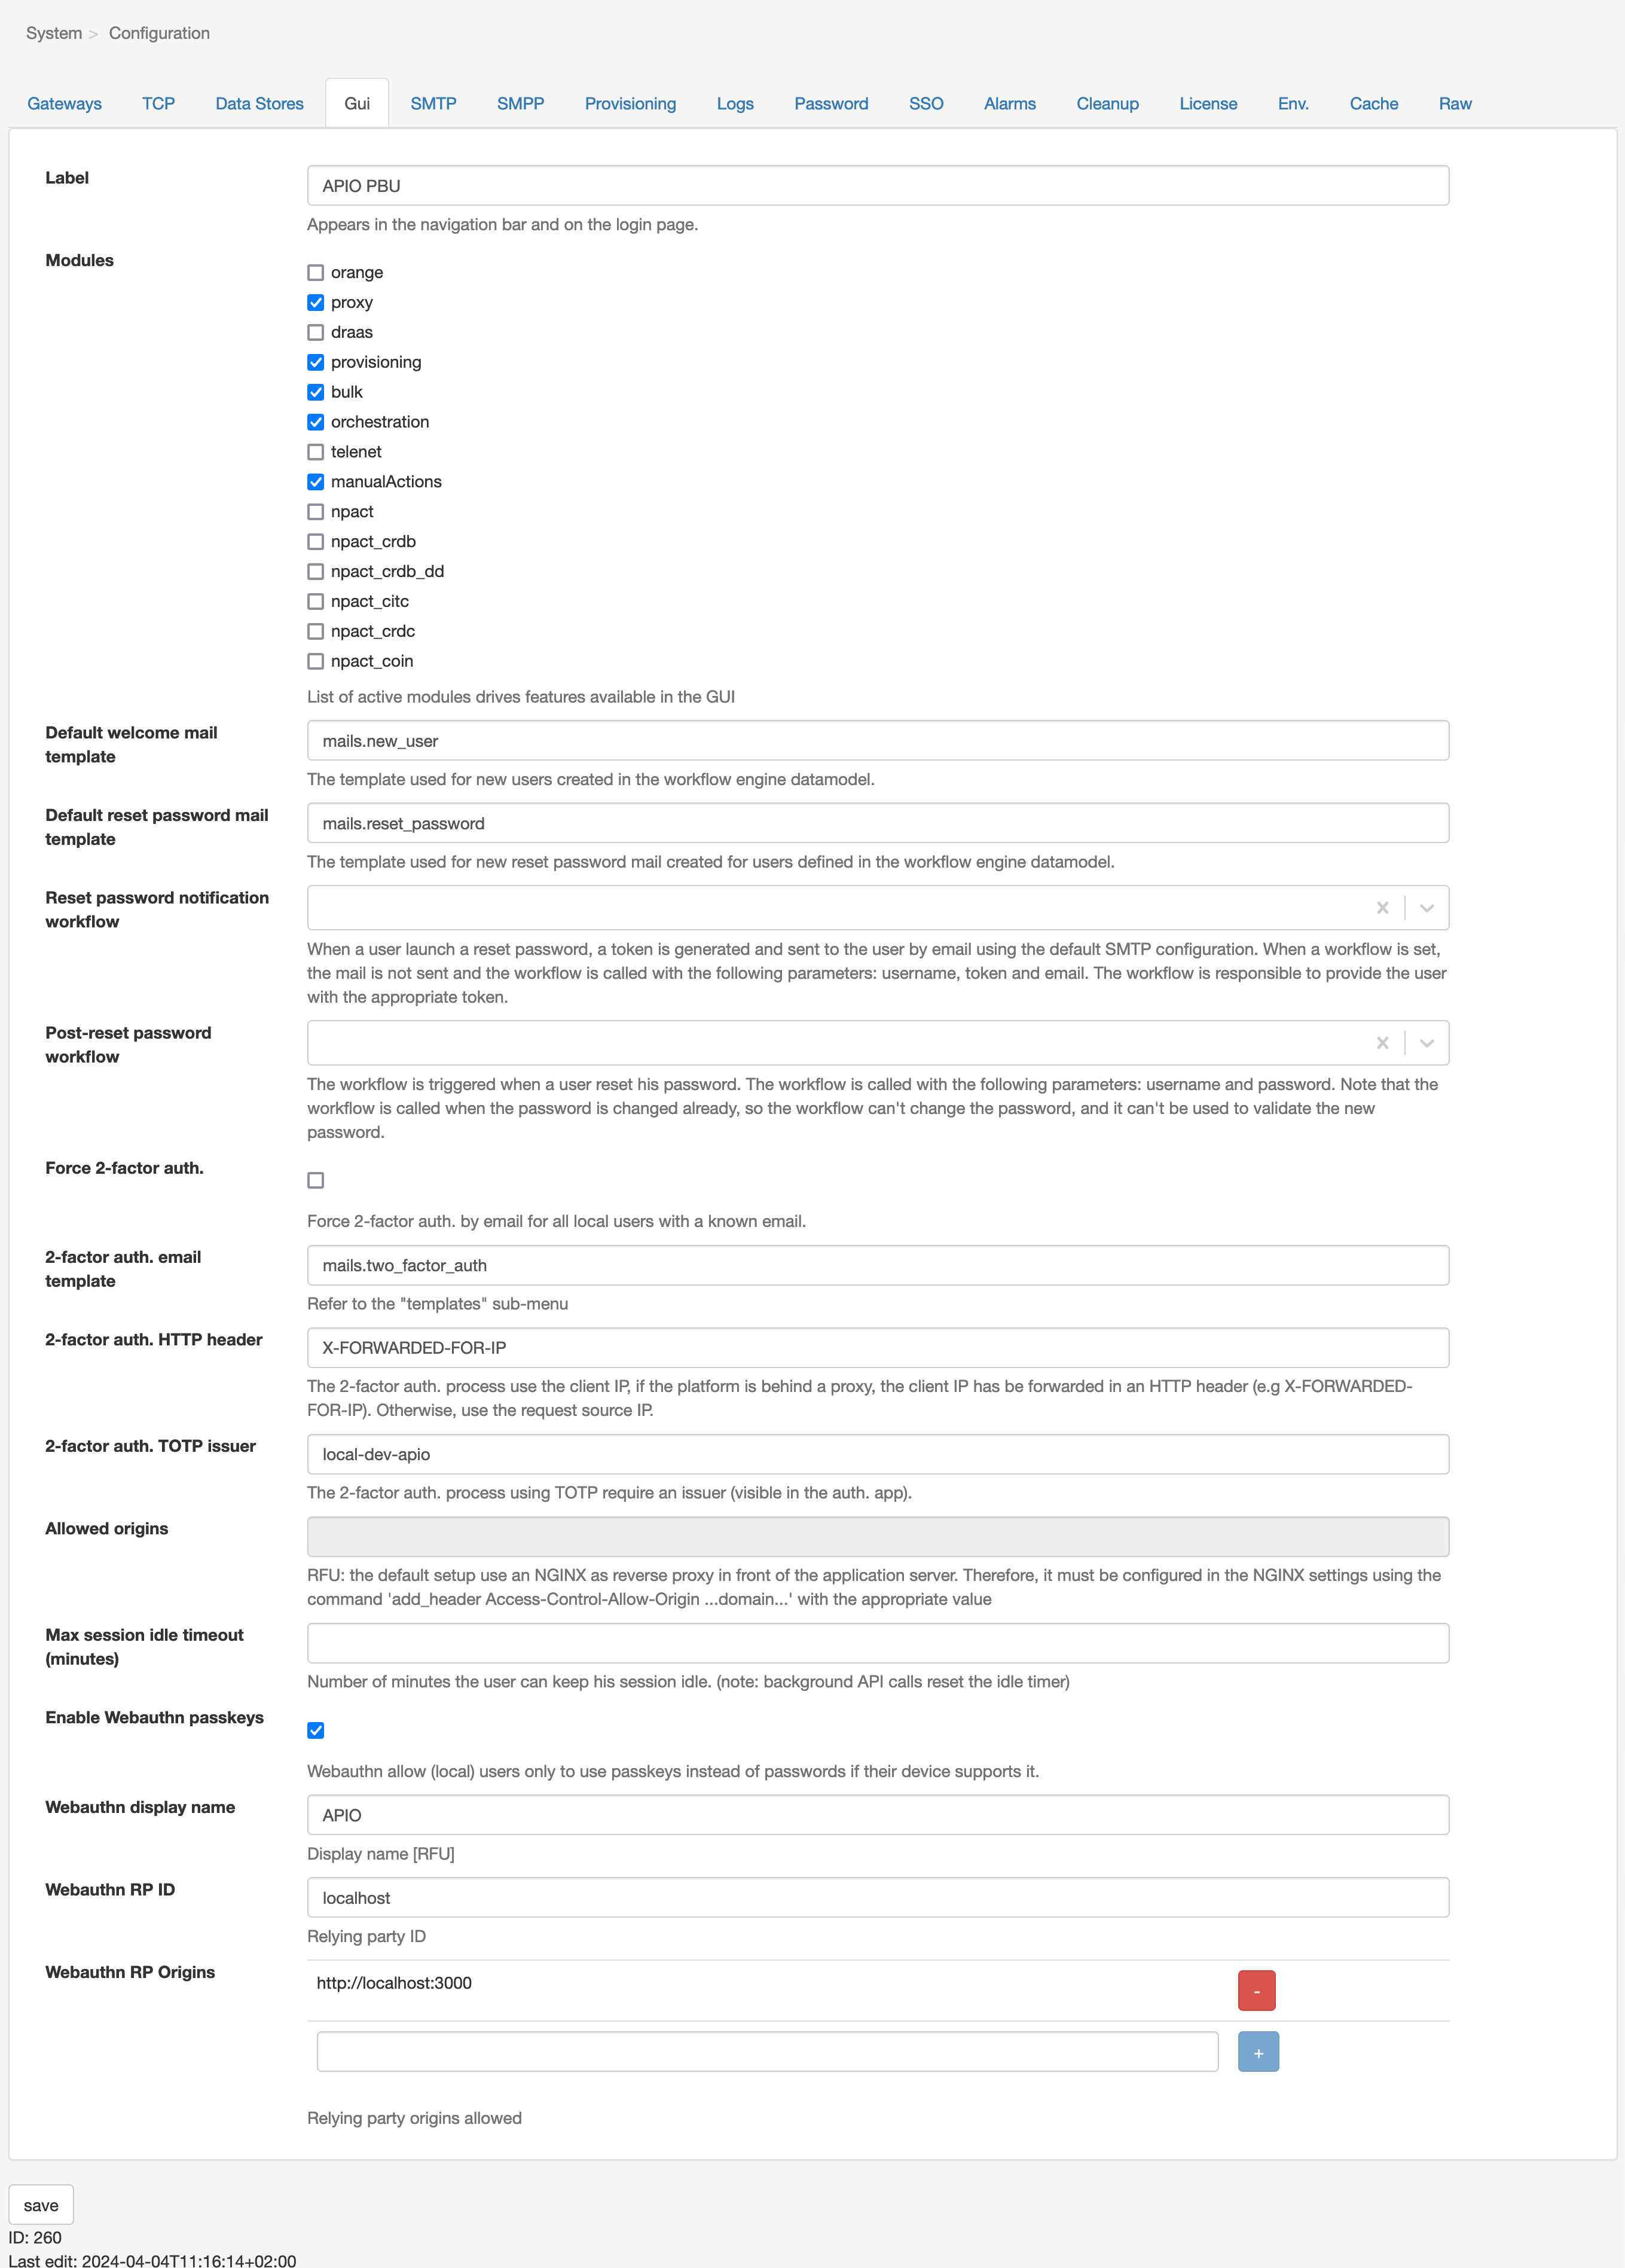 System > Configuration
Gateways TCP Data Stores Gui SMTP SMPP Provisioning Logs Password SSO Alarms Cleanup License Env. Cache Raw
Label
APIO PBU
Appears in the navigation bar and on the login page.
Modules
orange
proxy
draas
provisioning
bulk
orchestration
telenet
manualActions
npact
npact_crdb
npact_crdb_dd
npact_citc
npact_crdc
npact_coin
List of active modules drives features available in the GUI
Default welcome mail
template
mails.new_user
The template used for new users created in the workflow engine datamodel.
Default reset password mail
template
mails.reset_password
The template used for new reset password mail created for users defined in the workflow engine datamodel.
Reset password notification
workflow
When a user launch a reset password, a token is generated and sent to the user by email using the default SMTP configuration. When a workflow is set,
the mail is not sent and the workflow is called with the following parameters: username, token and email. The workflow is responsible to provide the user
with the appropriate token.
Post-reset password
workflow
The workflow is triggered when a user reset his password. The workflow is called with the following parameters: username and password. Note that the
workflow is called when the password is changed already, so the workflow can't change the password, and it can't be used to validate the new
password.
Force 2-factor auth.
Force 2-factor auth. by email for all local users with a known email.
2-factor auth. email
template
mails.two_factor_auth
Refer to the "templates" sub-menu
2-factor auth. HTTP header
X-FORWARDED-FOR-IP
The 2-factor auth. process use the client IP, if the platform is behind a proxy, the client IP has be forwarded in an HTTP header (e.g X-FORWARDED-
FOR-IP). Otherwise, use the request source IP.
2-factor auth. TOTP issuer
local-dev-apio
The 2-factor auth. process using TOTP require an issuer (visible in the auth. app).
Allowed origins
RFU: the default setup use an NGINX as reverse proxy in front of the application server. Therefore, it must be configured in the NGINX settings using the
command 'add_header Access-Control-Allow-Origin ...domain...' with the appropriate value
Max session idle timeout
(minutes)
Number of minutes the user can keep his session idle. (note: background API calls reset the idle timer)
Enable Webauthn passkeys
Webauthn allow (local) users only to use passkeys instead of passwords if their device supports it.
Webauthn display name
APIO
Display name [RFU]
Webauthn RP ID
localhost
Relying party ID
Webauthn RP Origins
http://localhost:3000
-
+
Relying party origins allowed
save
ID: 260
Last edit: 2024-04-04T11:16:14+02:00